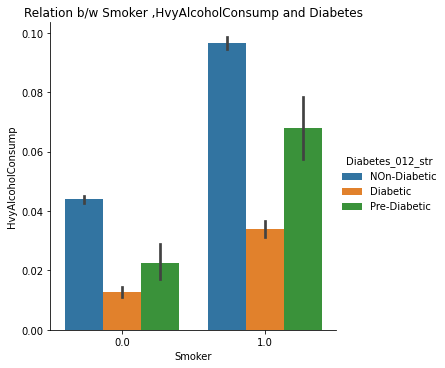 Relation b/w Smoker ,HvyAlcoholConsump and Diabetes
0.10
0.08
0.06
0.04
0.02
0.00
HvyAlcoholConsump
0.0
1.0
Smoker
Diabetes_012_str
NOn-Diabetic
Diabetic
Pre-Diabetic